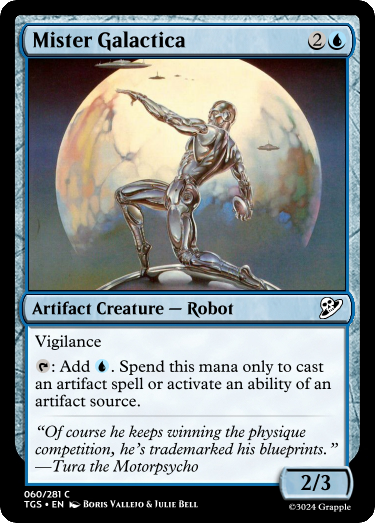 Mister Galactica 2
Artifact Creature — Robot
Vigilance
: Add . Spend this mana only to cast
an artifact spell or activate an ability of an
artifact source.
“Of course he keeps winning the physique
competition, he’s trademarked his blueprints.”
—Tura the Motorpsycho
2/3
060/281 C
TGS • EN Boris Vallejo & Julie Bell
©3024 Grapple